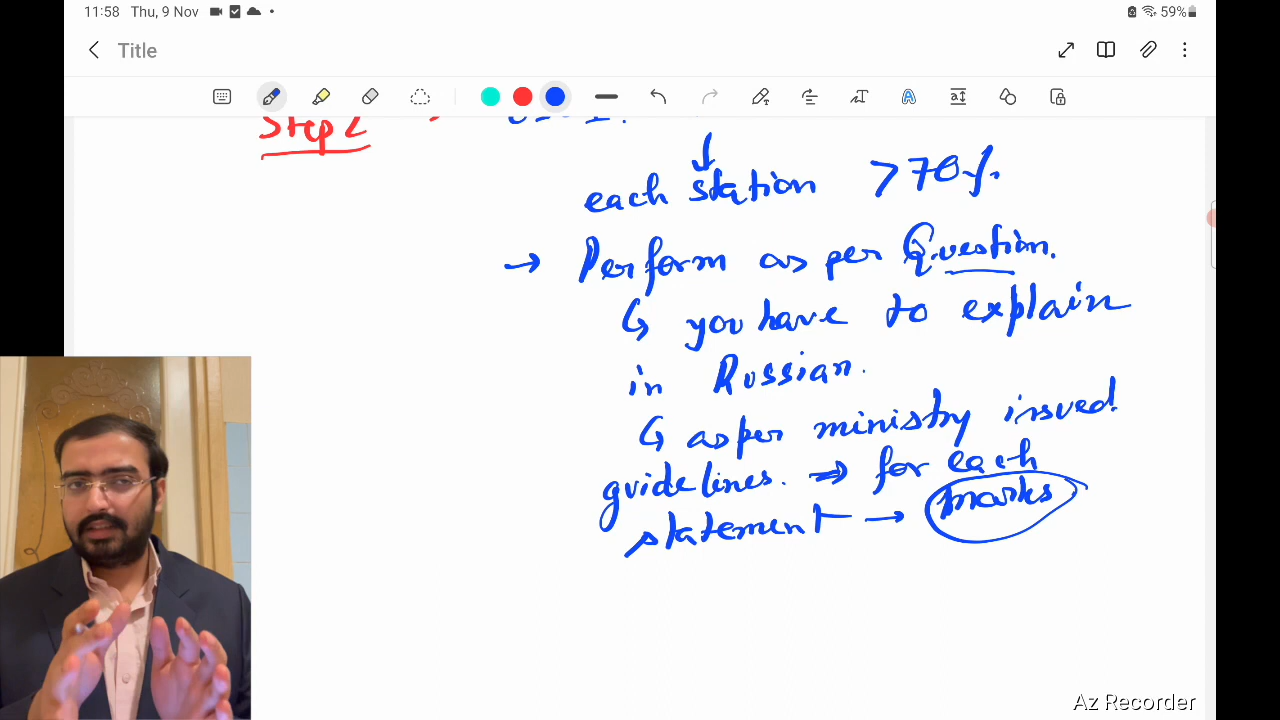 11:58 Thu, 9 Nov
59%
Title
Step 2
each station >70%
→ Perform as per Question.
↳ you have to explain
in Russian.
↳ as per ministry issued
guidelines. ⇒ for each
statement → marks
Az Recorder